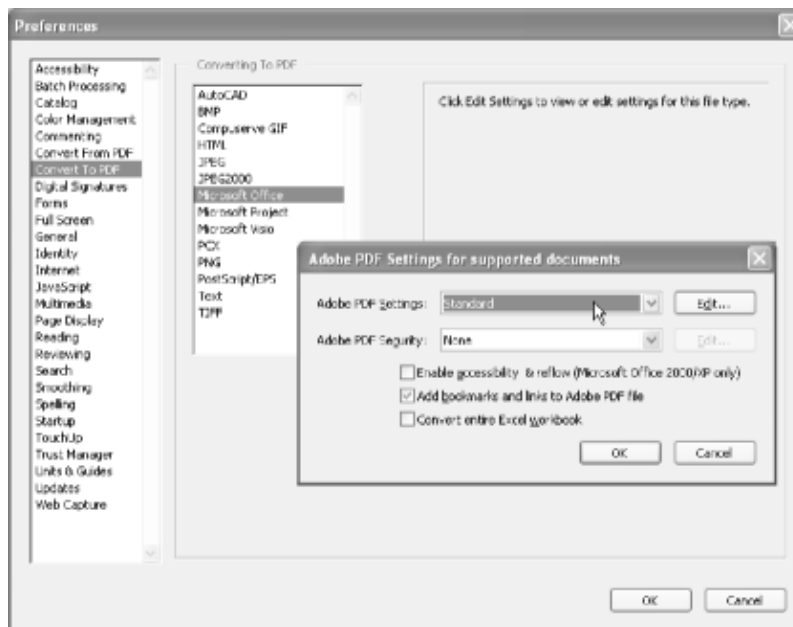 Preferences
Accessibility
Batch Processing
Catalog
Color Management
Commenting
Convert From PDF
Convert To PDF
Digital Signatures
Forms
Full Screen
General
Identity
Internet
JavaScript
Multimedia
Page Display
Reading
Reviewing
Search
Smoothing
Spelling
Startup
TouchUp
Trust Manager
Units & Guides
Updates
Web Capture
Converting To PDF
AutoCAD
BMP
Compuserve GIF
HTML
JPEG
JPEG2000
Microsoft Office
Microsoft Project
Microsoft Visio
PCX
PNG
PostScript/EPS
Text
TIFF
Click Edit Settings to view or edit settings for this file type.
Adobe PDF Settings for supported documents
Adobe PDF Settings: Standard Edit...
Adobe PDF Security: None Edit...
Enable accessibility & reflow (Microsoft Office 2000/XP only)
Add bookmarks and links to Adobe PDF file
Convert entire Excel workbook
OK Cancel
OK Cancel